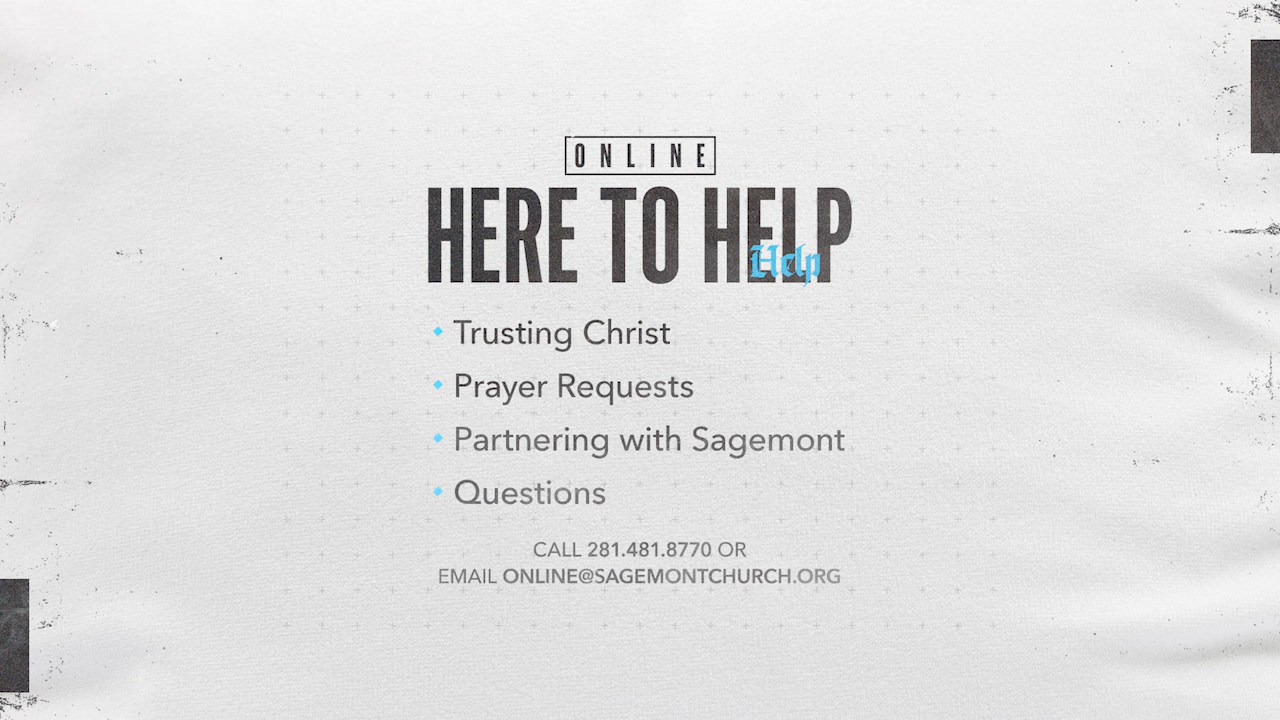 ONLINE
HERE TO HELP
Help
• Trusting Christ
• Prayer Requests
• Partnering with Sagemont
• Questions
CALL 281.481.8770 OR
EMAIL ONLINE@SAGEMONTCHURCH.ORG